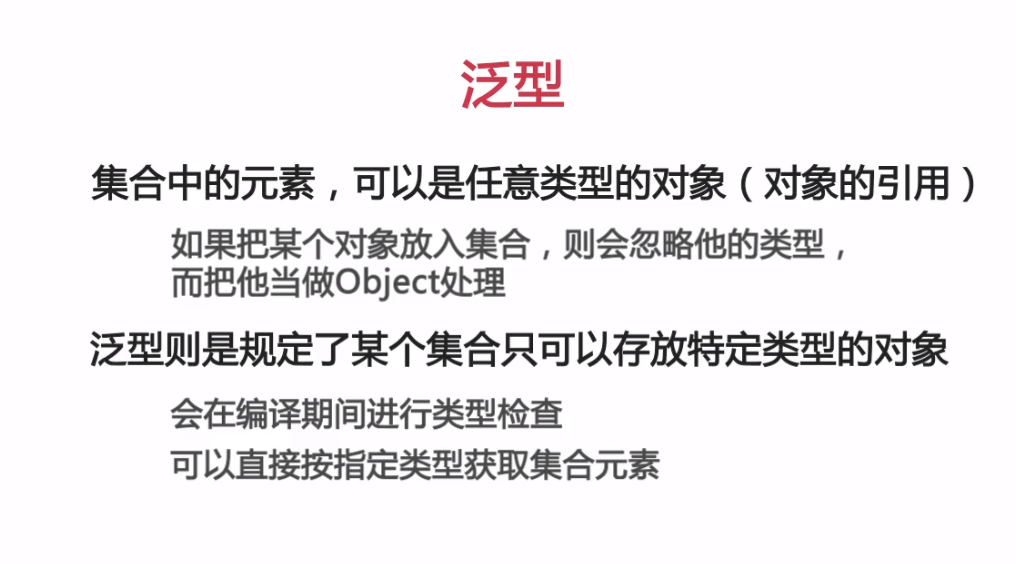 泛型
集合中的元素，可以是任意类型的对象（对象的引用）
如果把某个对象放入集合，则会忽略他的类型，
而把他当做Object处理
泛型则是规定了某个集合只可以存放特定类型的对象
会在编译期间进行类型检查
可以直接按指定类型获取集合元素